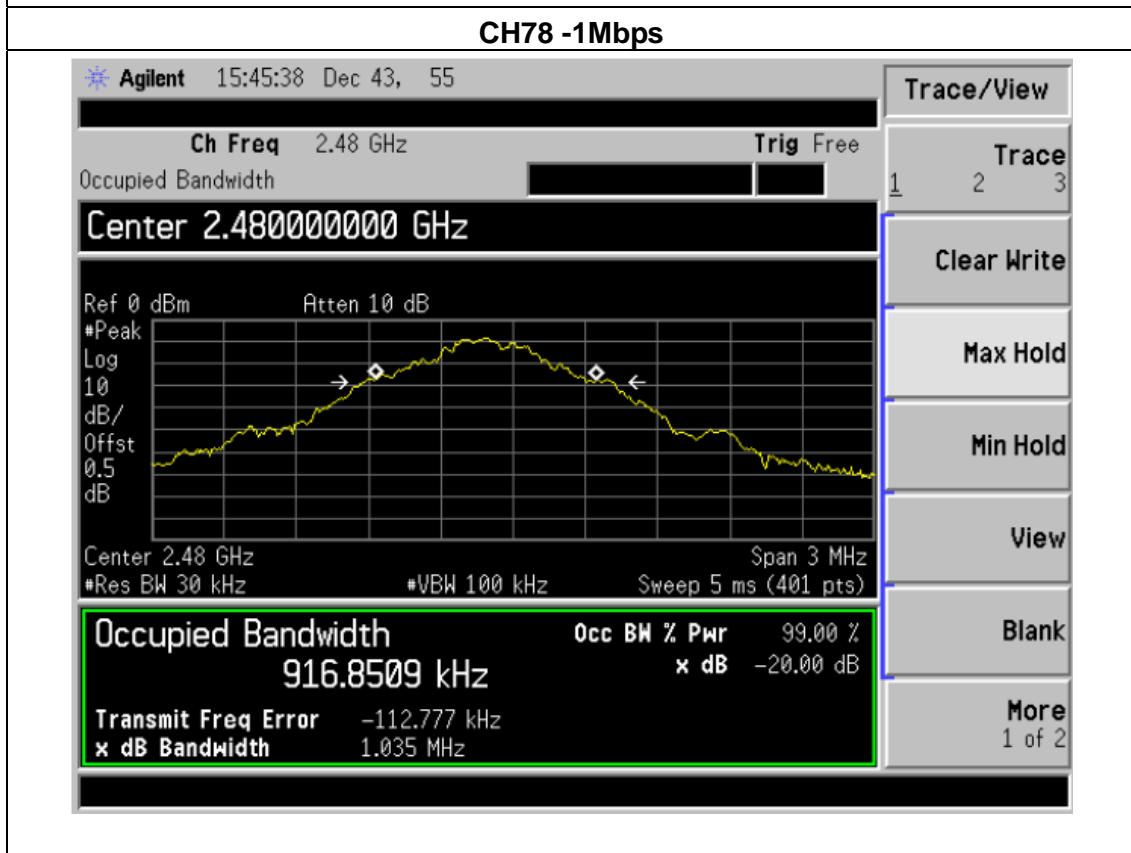 CH78 -1Mbps
Agilent 15:45:38 Dec 43, 55
Trace/View
Ch Freq 2.48 GHz Trig Free
Occupied Bandwidth
Trace
1 2 3
Center 2.480000000 GHz
Clear Write
Ref 0 dBm Atten 10 dB
#Peak
Log
10
dB/
Offst
0.5
dB
Max Hold
Min Hold
Center 2.48 GHz Span 3 MHz
#Res BW 30 kHz #VBW 100 kHz Sweep 5 ms (401 pts)
View
Occupied Bandwidth Occ BW % Pwr 99.00 %
916.8509 kHz x dB -20.00 dB
Transmit Freq Error -112.777 kHz
x dB Bandwidth 1.035 MHz
Blank
More
1 of 2